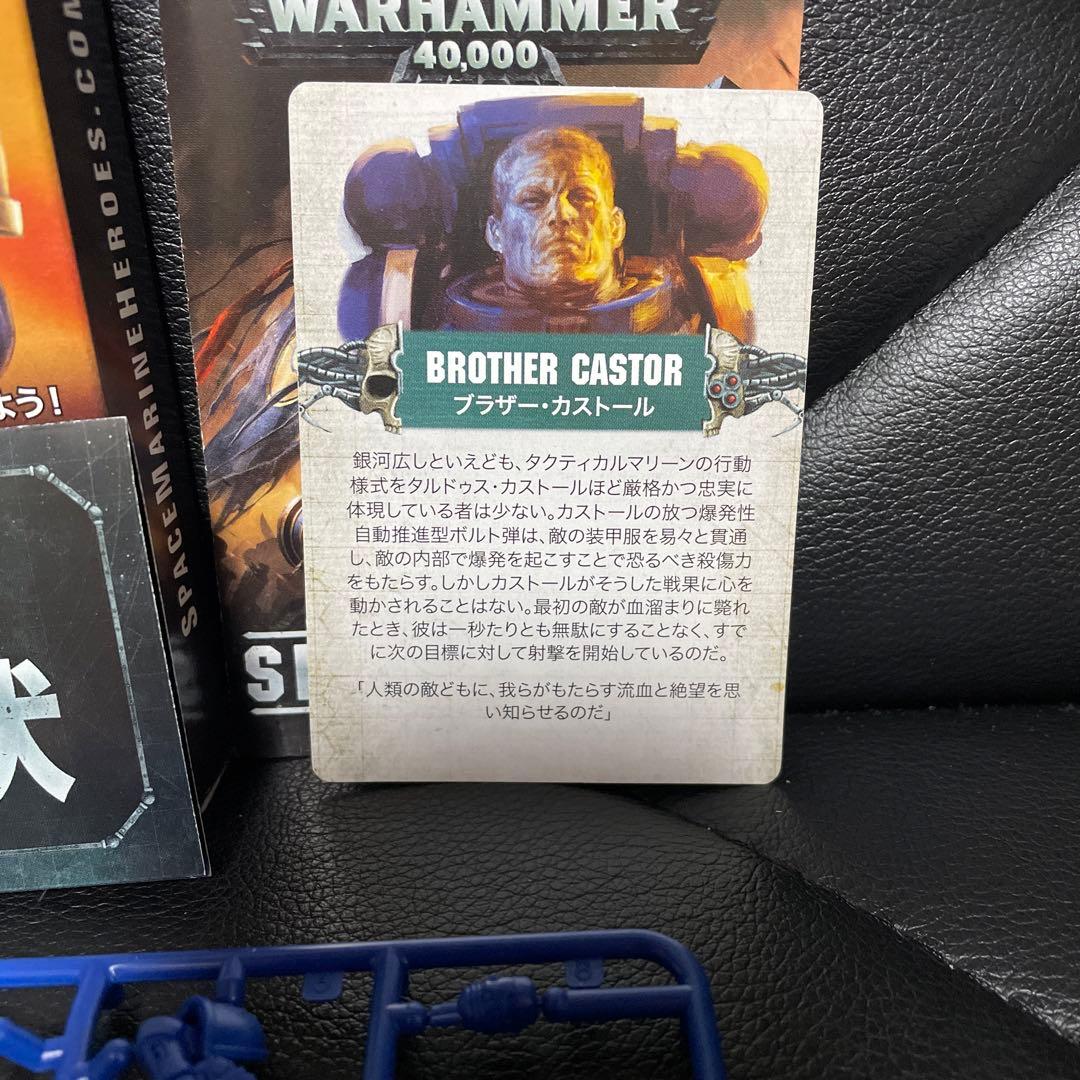 WARHAMMER
40,000
SPACEMARINEHEROES.COM
よう!
BROTHER CASTOR
ブラザー・カストール
銀河広しといえども、タクティカルマリーンの行動
様式をタルドゥス・カストールほど厳格かつ忠実に
体現している者は少ない。カストールの放つ爆発性
自動推進型ボルト弾は、敵の装甲服を易々と貫通
し、敵の内部で爆発を起こすことで恐るべき殺傷力
をもたらす。しかしカストールがそうした戦果に心を
動かされることはない。最初の敵が血溜まりに斃れ
たとき、彼は一秒たりとも無駄にすることなく、すで
に次の目標に対して射撃を開始しているのだ。
「人類の敵どもに、我らがもたらす流血と絶望を思
い知らせるのだ」